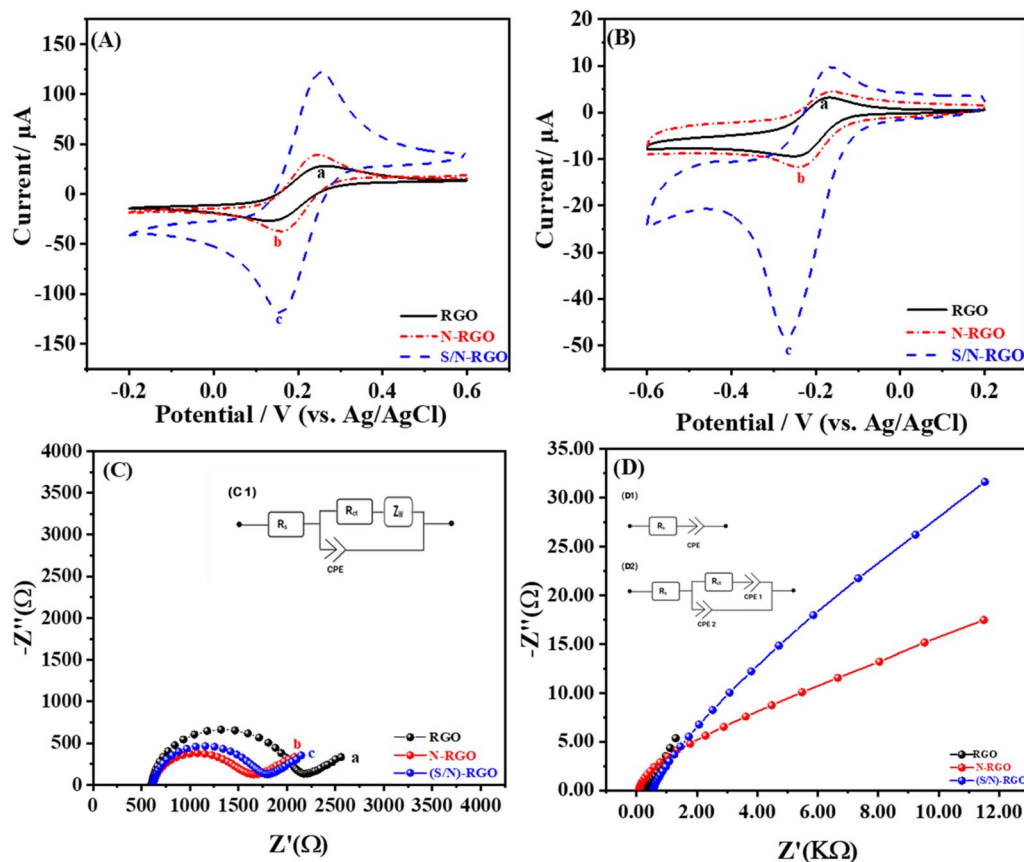 (A)
150
125
100
75
50
25
0
-25
-50
-75
-100
-125
-150
Current/ µA
a
b
c
RGO
N-RGO
S/N-RGO
-0.2 0.0 0.2 0.4 0.6
Potential / V (vs. Ag/AgCl)
(B)
20
10
0
-10
-20
-30
-40
-50
Current/ µA
a
b
c
RGO
N-RGO
S/N-RGO
-0.6 -0.4 -0.2 0.0 0.2
Potential / V (vs. Ag/AgCl)
(C)
4000
3500
3000
2500
2000
1500
1000
500
0
-Z"(Ω)
(C 1)
Rs
Rct
CPE
b
c
a
RGO
N-RGO
(S/N)-RGO
0 500 1000 1500 2000 2500 3000 3500 4000
Z'(Ω)
(D)
35.00
30.00
25.00
20.00
15.00
10.00
5.00
0.00
-Z"(Ω)
(D1)
Rs
CPE
(D2)
Rs
Rct
CPE 1
CPE 2
RGO
N-RGO
(S/N)-RGO
0.00 2.00 4.00 6.00 8.00 10.00 12.00
Z'(KΩ)